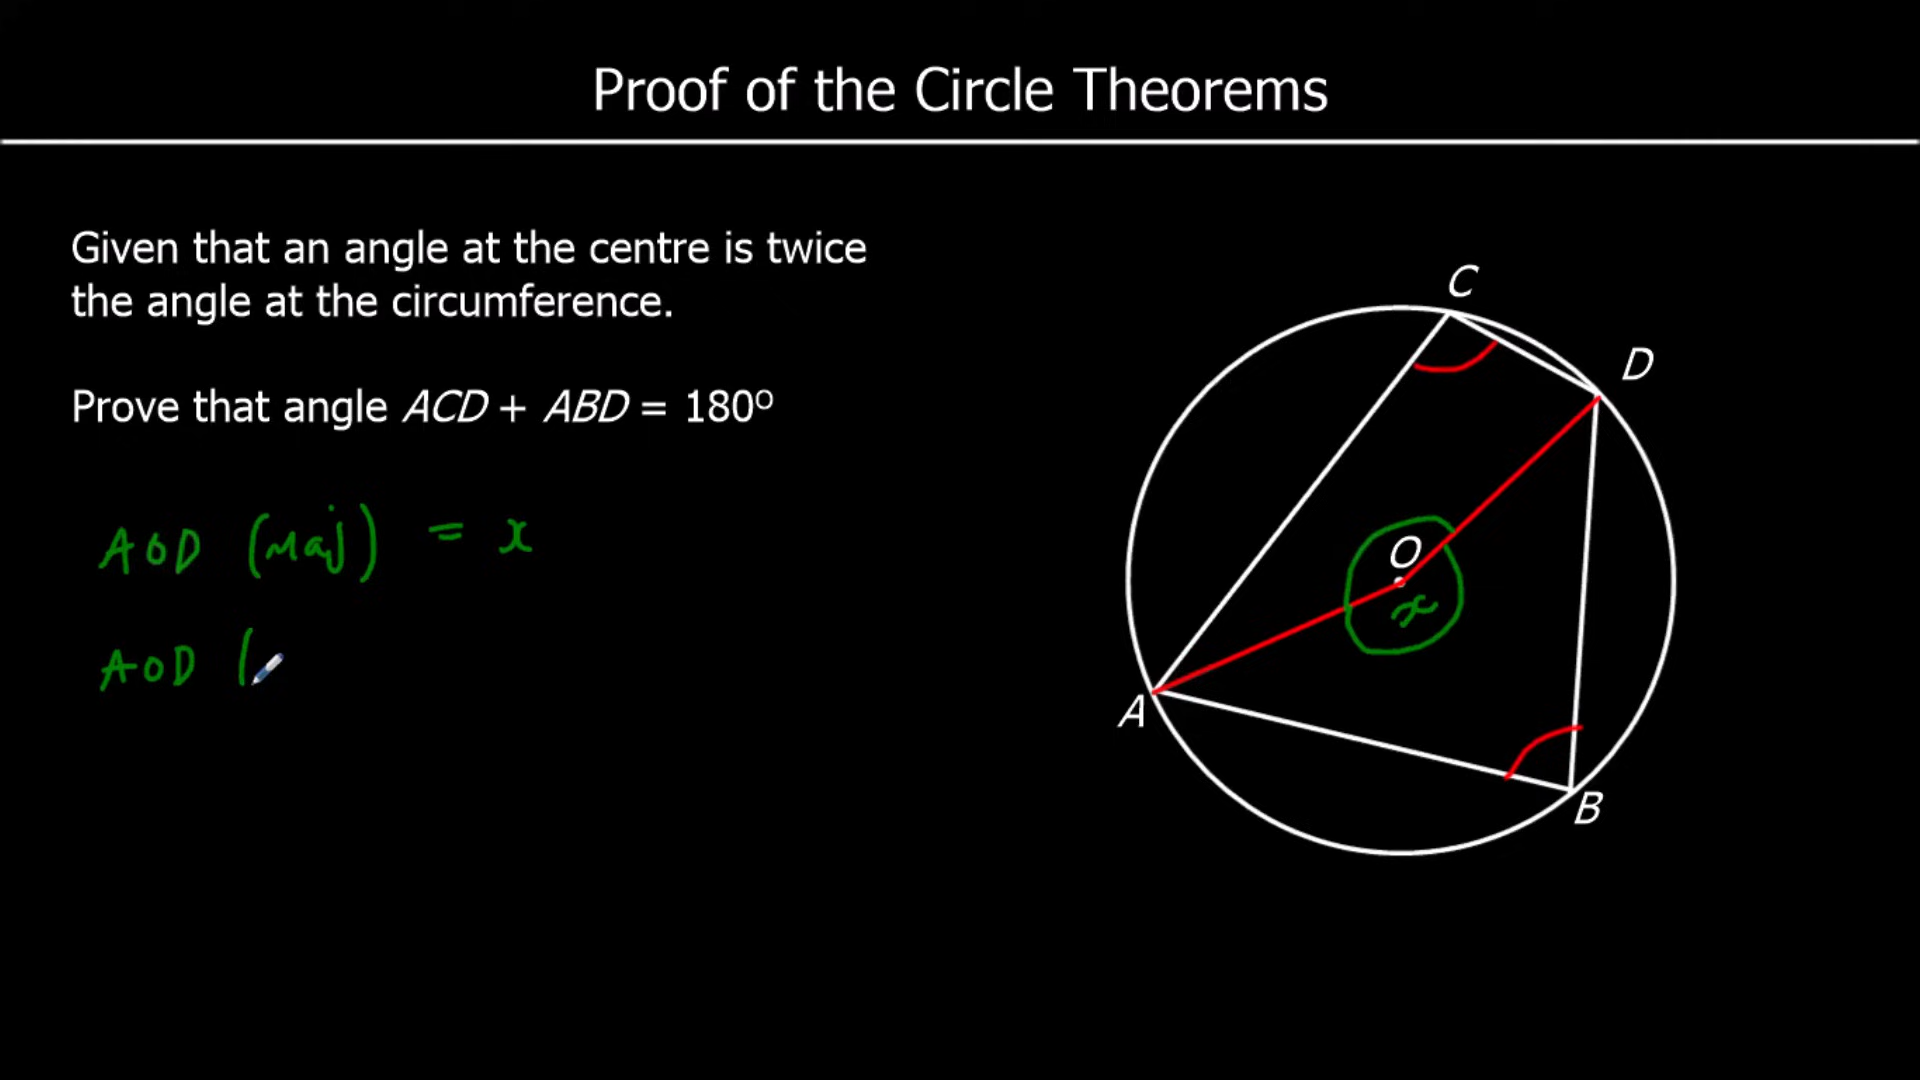 Proof of the Circle Theorems
Given that an angle at the centre is twice
the angle at the circumference.
Prove that angle ACD + ABD = 180º
AOD (Maj) = x
AOD (
C
D
O
x
A
B